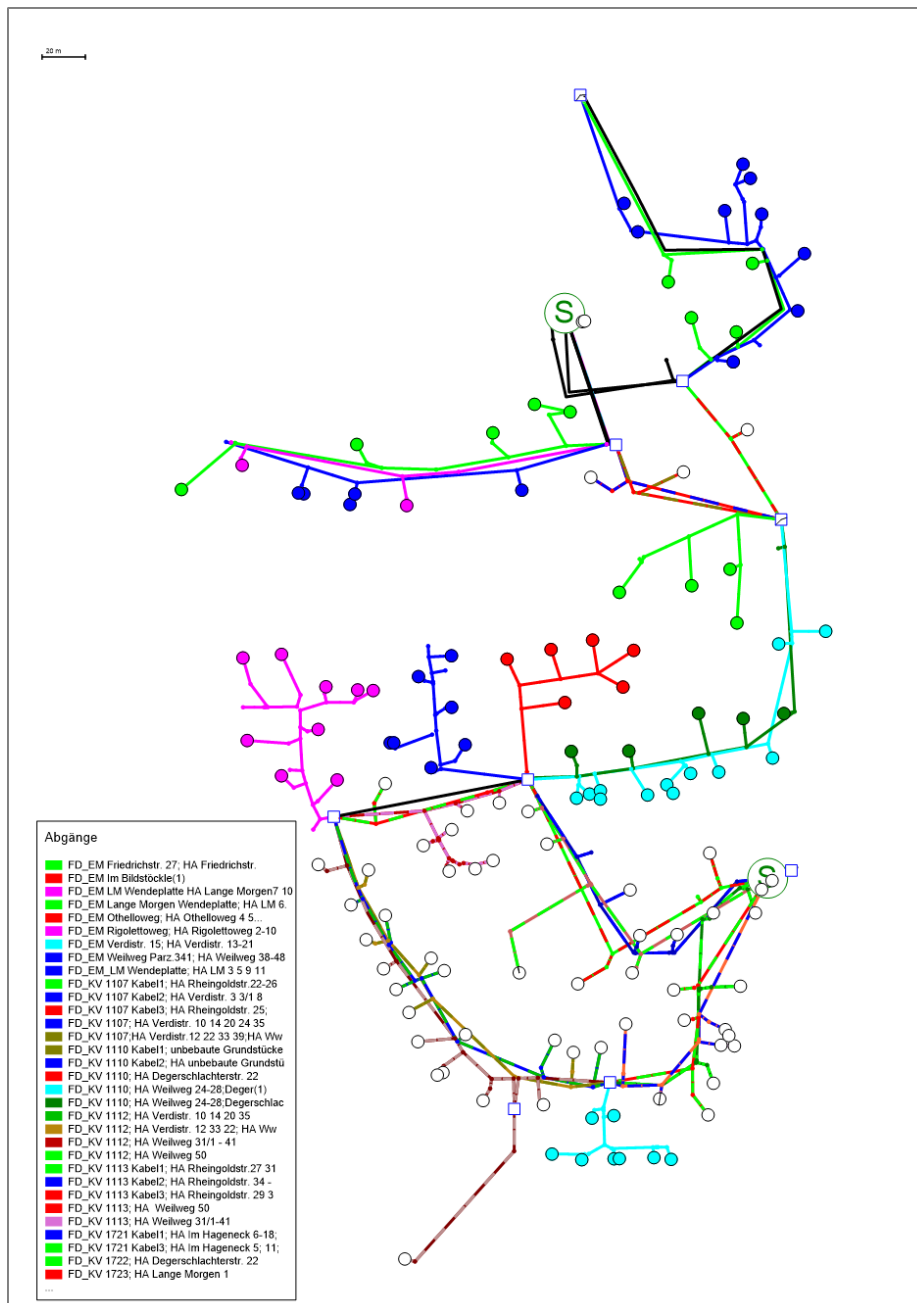 20 m
S
S
Abgänge
FD_EM Friedrichstr. 27; HA Friedrichstr.
FD_EM Im Bildstöckle(1)
FD_EM LM Wendeplatte HA Lange Morgen7 10
FD_EM Lange Morgen Wendeplatte; HA LM 6.
FD_EM Othelloweg; HA Othelloweg 4 5...
FD_EM Rigolettoweg; HA Rigolettoweg 2-10
FD_EM Verdistr. 15; HA Verdistr. 13-21
FD_EM Weilweg Parz.341; HA Weilweg 38-48
FD_EM_LM Wendeplatte; HA LM 3 5 9 11
FD_KV 1107 Kabel1; HA Rheingoldstr.22-26
FD_KV 1107 Kabel2; HA Verdistr. 3 3/1 8
FD_KV 1107 Kabel3; HA Rheingoldstr. 25;
FD_KV 1107; HA Verdistr. 10 14 20 24 35
FD_KV 1107;HA Verdistr.12 22 33 39;HA Ww
FD_KV 1110 Kabel1; unbebaute Grundstücke
FD_KV 1110 Kabel2; HA unbebaute Grundstü
FD_KV 1110; HA Degerschlachterstr. 22
FD_KV 1110; HA Weilweg 24-28;Deger(1)
FD_KV 1110; HA Weilweg 24-28;Degerschlac
FD_KV 1112; HA Verdistr. 10 14 20 35
FD_KV 1112; HA Verdistr. 12 33 22; HA Ww
FD_KV 1112; HA Weilweg 31/1 - 41
FD_KV 1112; HA Weilweg 50
FD_KV 1113 Kabel1; HA Rheingoldstr.27 31
FD_KV 1113 Kabel2; HA Rheingoldstr. 34 -
FD_KV 1113 Kabel3; HA Rheingoldstr. 29 3
FD_KV 1113; HA  Weilweg 50
FD_KV 1113; HA Weilweg 31/1-41
FD_KV 1721 Kabel1; HA Im Hageneck 6-18;
FD_KV 1721 Kabel3; HA Im Hageneck 5; 11;
FD_KV 1722; HA Degerschlachterstr. 22
FD_KV 1723; HA Lange Morgen 1
...